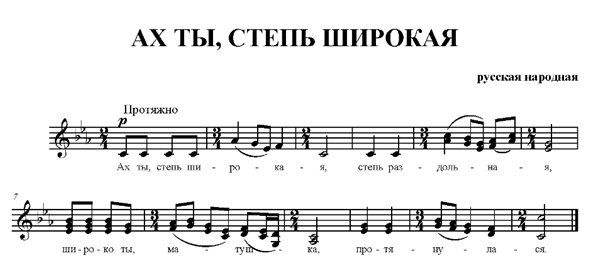 АХ ТЫ, СТЕПЬ ШИРОКАЯ
русская народная
Протяжно
p
Ах ты, степь ши - ро - ка - я, степь раз - доль - на - я,
7
ши - ро - ко ты, ма - туш - ка, про - тя - ну - ла - ся.